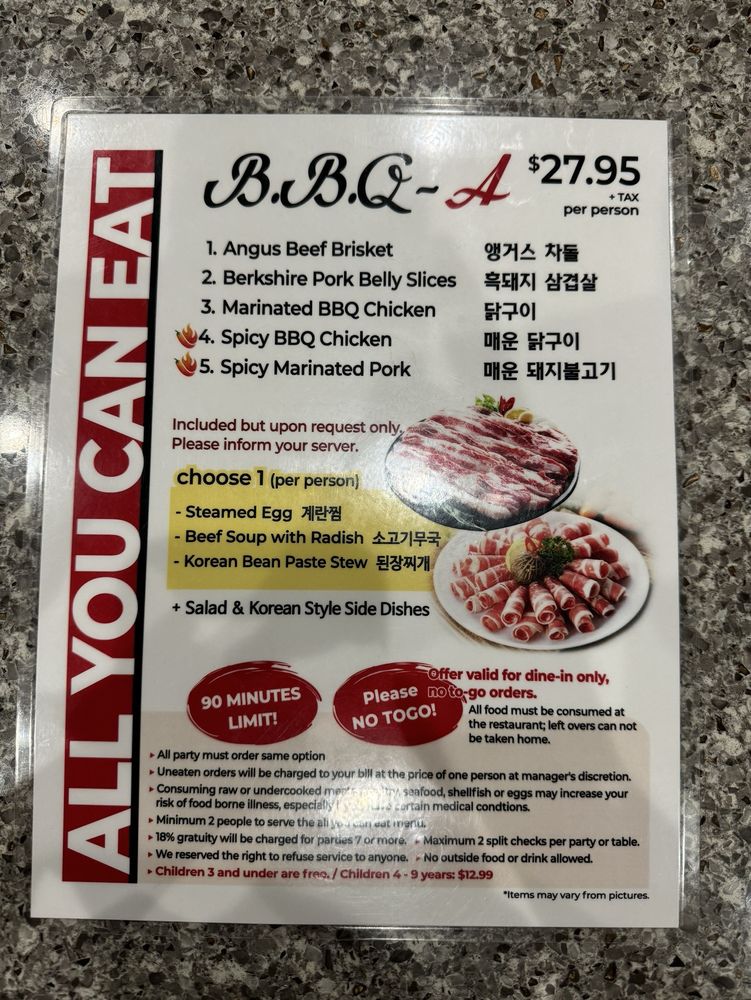 ALL YOU CAN EAT
B.B.Q - A $27.95
+ TAX
per person
1. Angus Beef Brisket 앵거스 차돌
2. Berkshire Pork Belly Slices 흑돼지 삼겹살
3. Marinated BBQ Chicken 닭구이
4. Spicy BBQ Chicken 매운 닭구이
5. Spicy Marinated Pork 매운 돼지불고기
Included but upon request only.
Please inform your server.
choose 1 (per person)
- Steamed Egg 계란찜
- Beef Soup with Radish 소고기무국
- Korean Bean Paste Stew 된장찌개
+ Salad & Korean Style Side Dishes
90 MINUTES
LIMIT!
Please
NO TOGO!
Offer valid for dine-in only,
no to-go orders.
All food must be consumed at
the restaurant; left overs can not
be taken home.
▸ All party must order same option
▸ Uneaten orders will be charged to your bill at the price of one person at manager's discretion.
▸ Consuming raw or undercooked meats, poultry, seafood, shellfish or eggs may increase your
risk of food borne illness, especially if you have certain medical condtions.
▸ Minimum 2 people to serve the all you can eat menu.
▸ 18% gratuity will be charged for parties 7 or more. ▸ Maximum 2 split checks per party or table.
▸ We reserved the right to refuse service to anyone. ▸ No outside food or drink allowed.
▸ Children 3 and under are free. / Children 4 - 9 years: $12.99
*Items may vary from pictures.